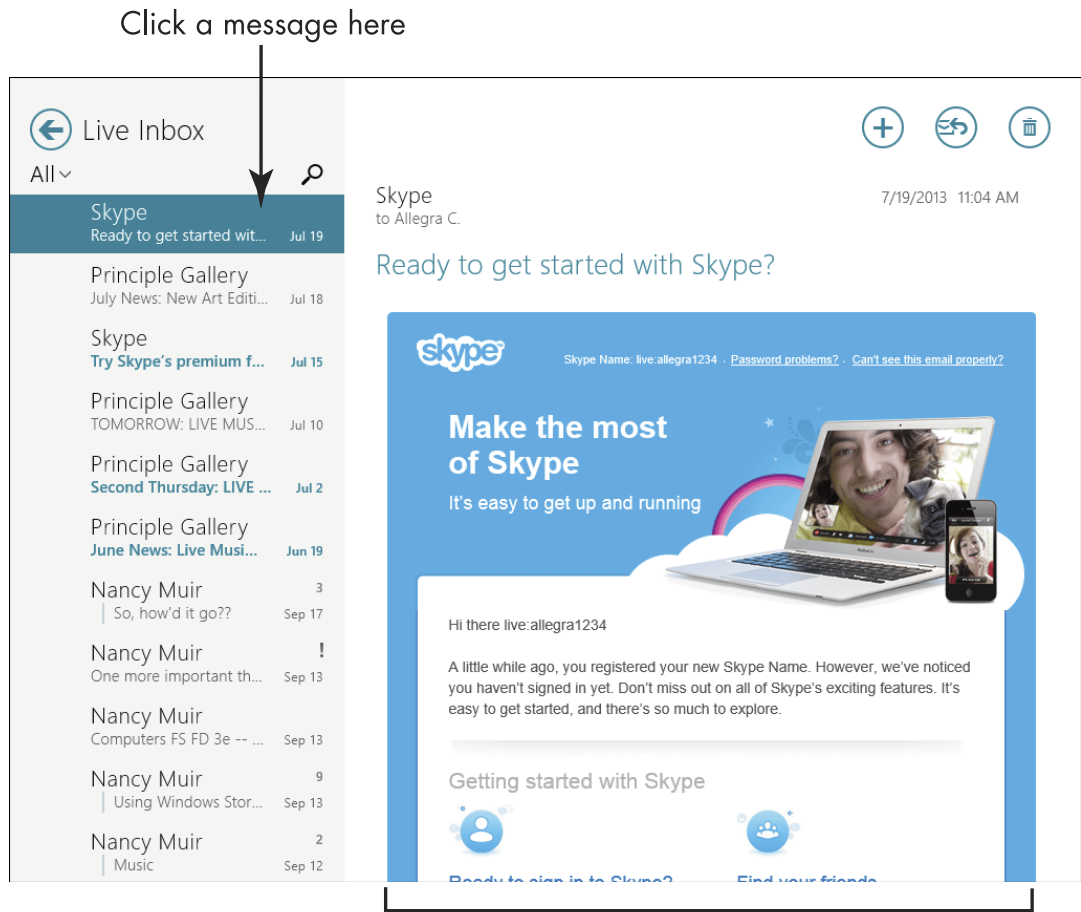 Click a message here
Live Inbox
All
Skype
Ready to get started wit... Jul 19
Principle Gallery
July News: New Art Editi... Jul 18
Skype
Try Skype's premium f... Jul 15
Principle Gallery
TOMORROW: LIVE MUS... Jul 10
Principle Gallery
Second Thursday: LIVE ... Jul 2
Principle Gallery
June News: Live Musi... Jun 19
Nancy Muir 3
So, how'd it go?? Sep 17
Nancy Muir !
One more important th... Sep 13
Nancy Muir
Computers FS FD 3e -- ... Sep 13
Nancy Muir 9
Using Windows Stor... Sep 13
Nancy Muir 2
Music Sep 12
Skype 7/19/2013 11:04 AM
to Allegra C.
Ready to get started with Skype?
skype
Skype Name: live:allegra1234 . Password problems? . Can't see this email properly?
Make the most
of Skype
It's easy to get up and running
Hi there live:allegra1234
A little while ago, you registered your new Skype Name. However, we've noticed
you haven't signed in yet. Don't miss out on all of Skype's exciting features. It's
easy to get started, and there's so much to explore.
Getting started with Skype
Ready to sign in to Skype? Find your friends